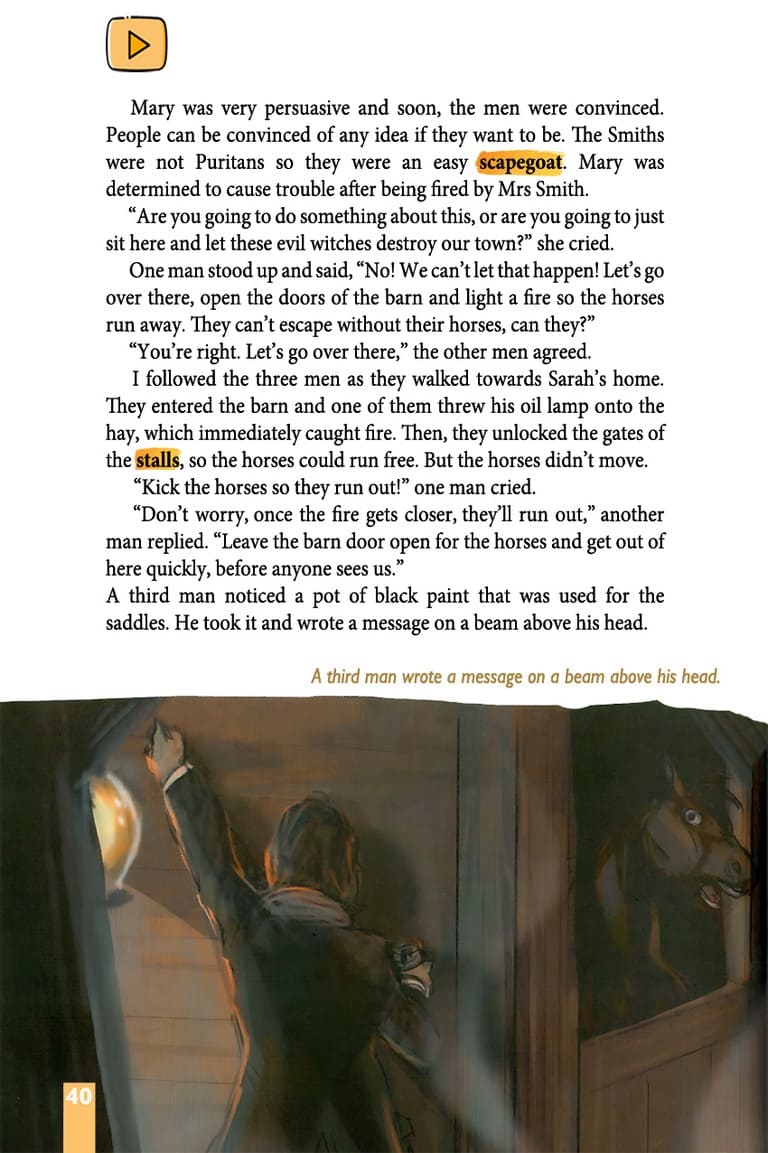 Mary was very persuasive and soon, the men were convinced.
People can be convinced of any idea if they want to be. The Smiths
were not Puritans so they were an easy scapegoat. Mary was
determined to cause trouble after being fired by Mrs Smith.
“Are you going to do something about this, or are you going to just
sit here and let these evil witches destroy our town?” she cried.
One man stood up and said, “No! We can’t let that happen! Let’s go
over there, open the doors of the barn and light a fire so the horses
run away. They can’t escape without their horses, can they?”
“You’re right. Let’s go over there,” the other men agreed.
I followed the three men as they walked towards Sarah’s home.
They entered the barn and one of them threw his oil lamp onto the
hay, which immediately caught fire. Then, they unlocked the gates of
the stalls, so the horses could run free. But the horses didn’t move.
“Kick the horses so they run out!” one man cried.
“Don’t worry, once the fire gets closer, they’ll run out,” another
man replied. “Leave the barn door open for the horses and get out of
here quickly, before anyone sees us.”
A third man noticed a pot of black paint that was used for the
saddles. He took it and wrote a message on a beam above his head.
A third man wrote a message on a beam above his head.
40